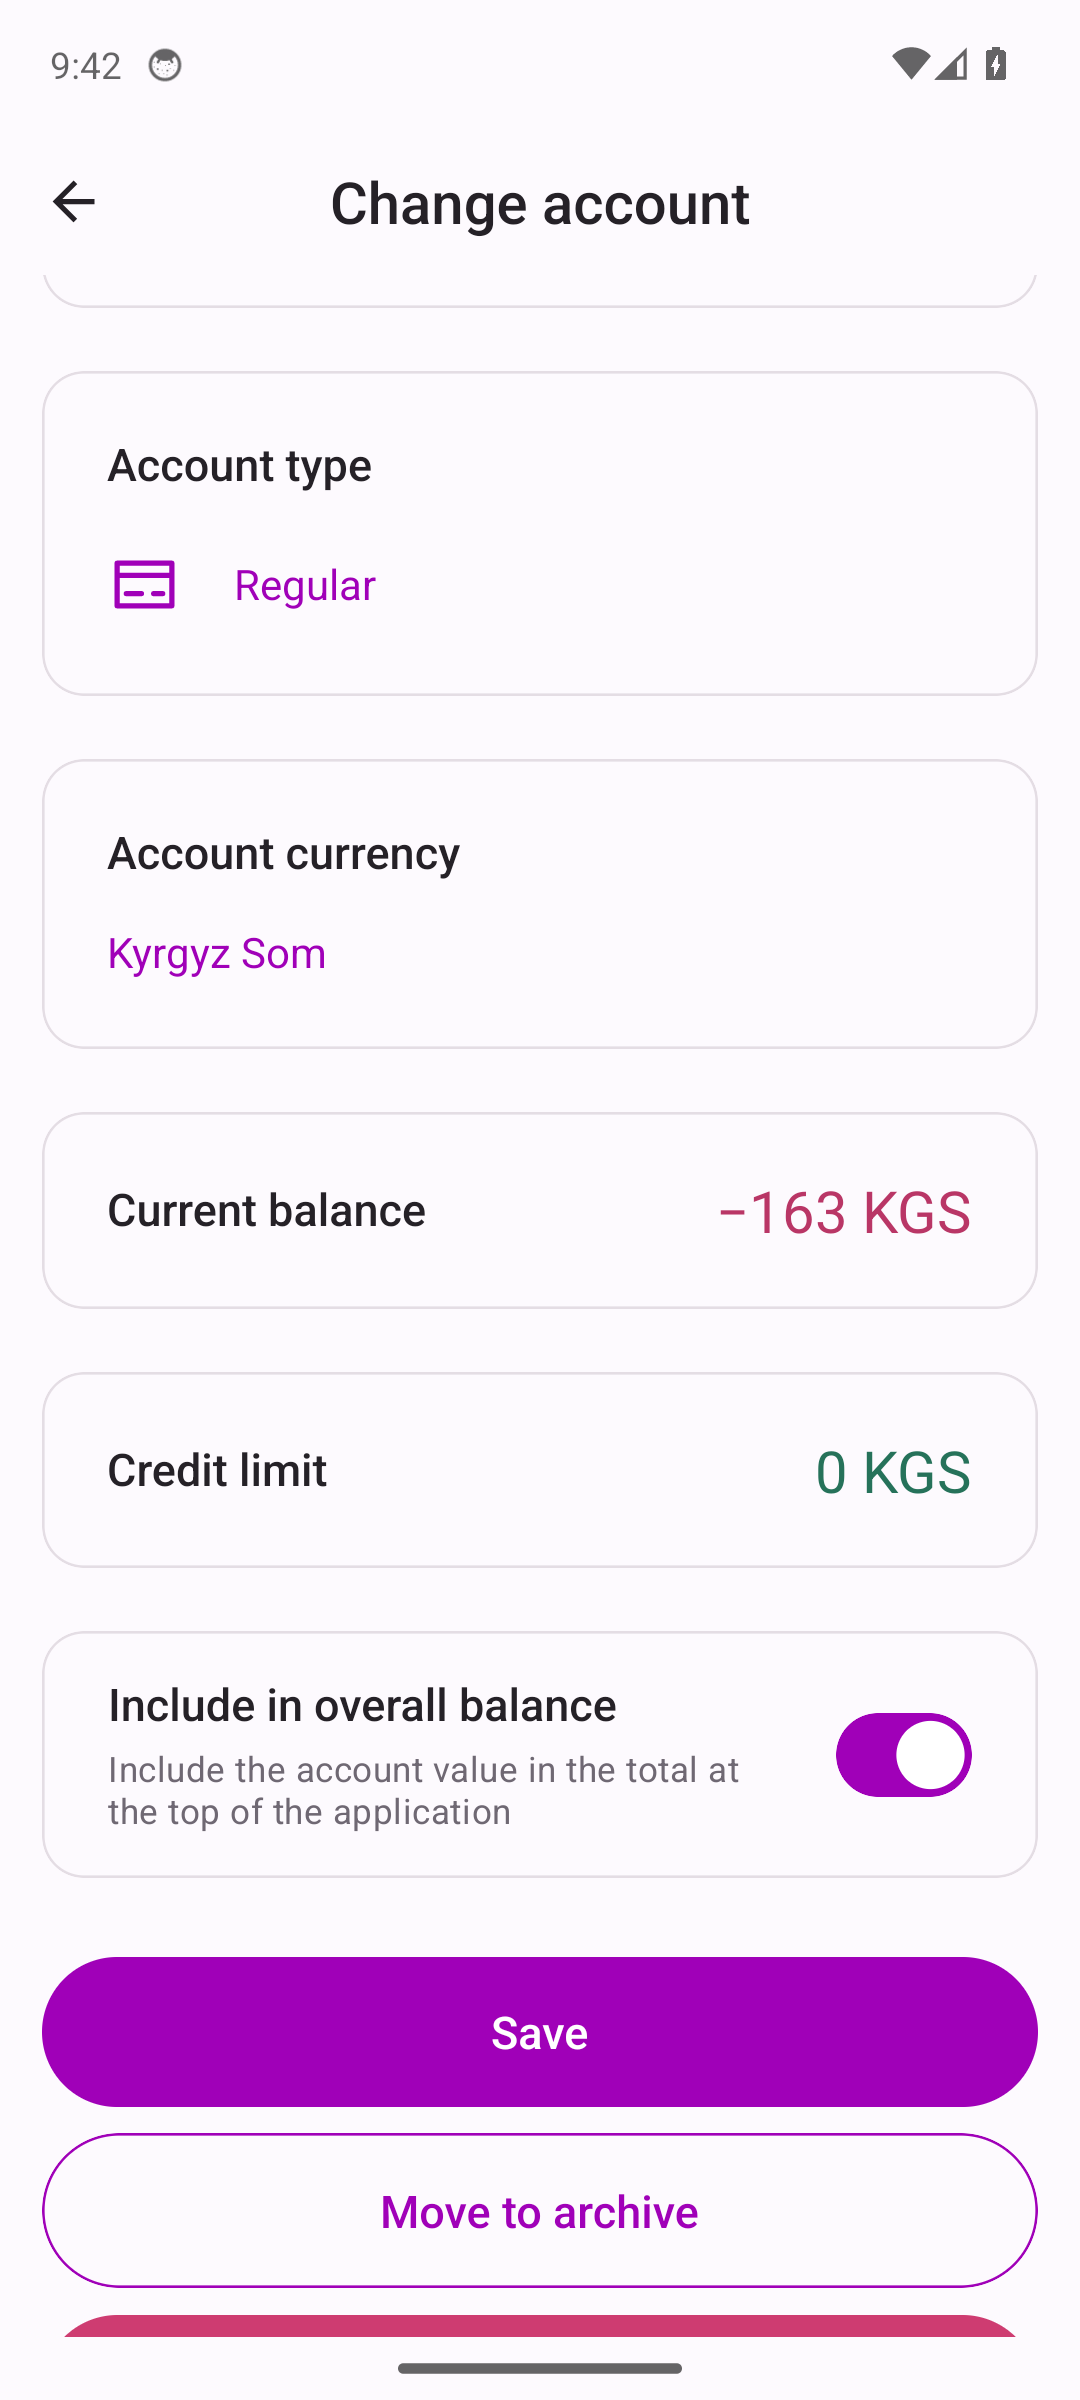 9:42
Change account
Account type
Regular
Account currency
Kyrgyz Som
Current balance
−163 KGS
Credit limit
0 KGS
Include in overall balance
Include the account value in the total at
the top of the application
Save
Move to archive